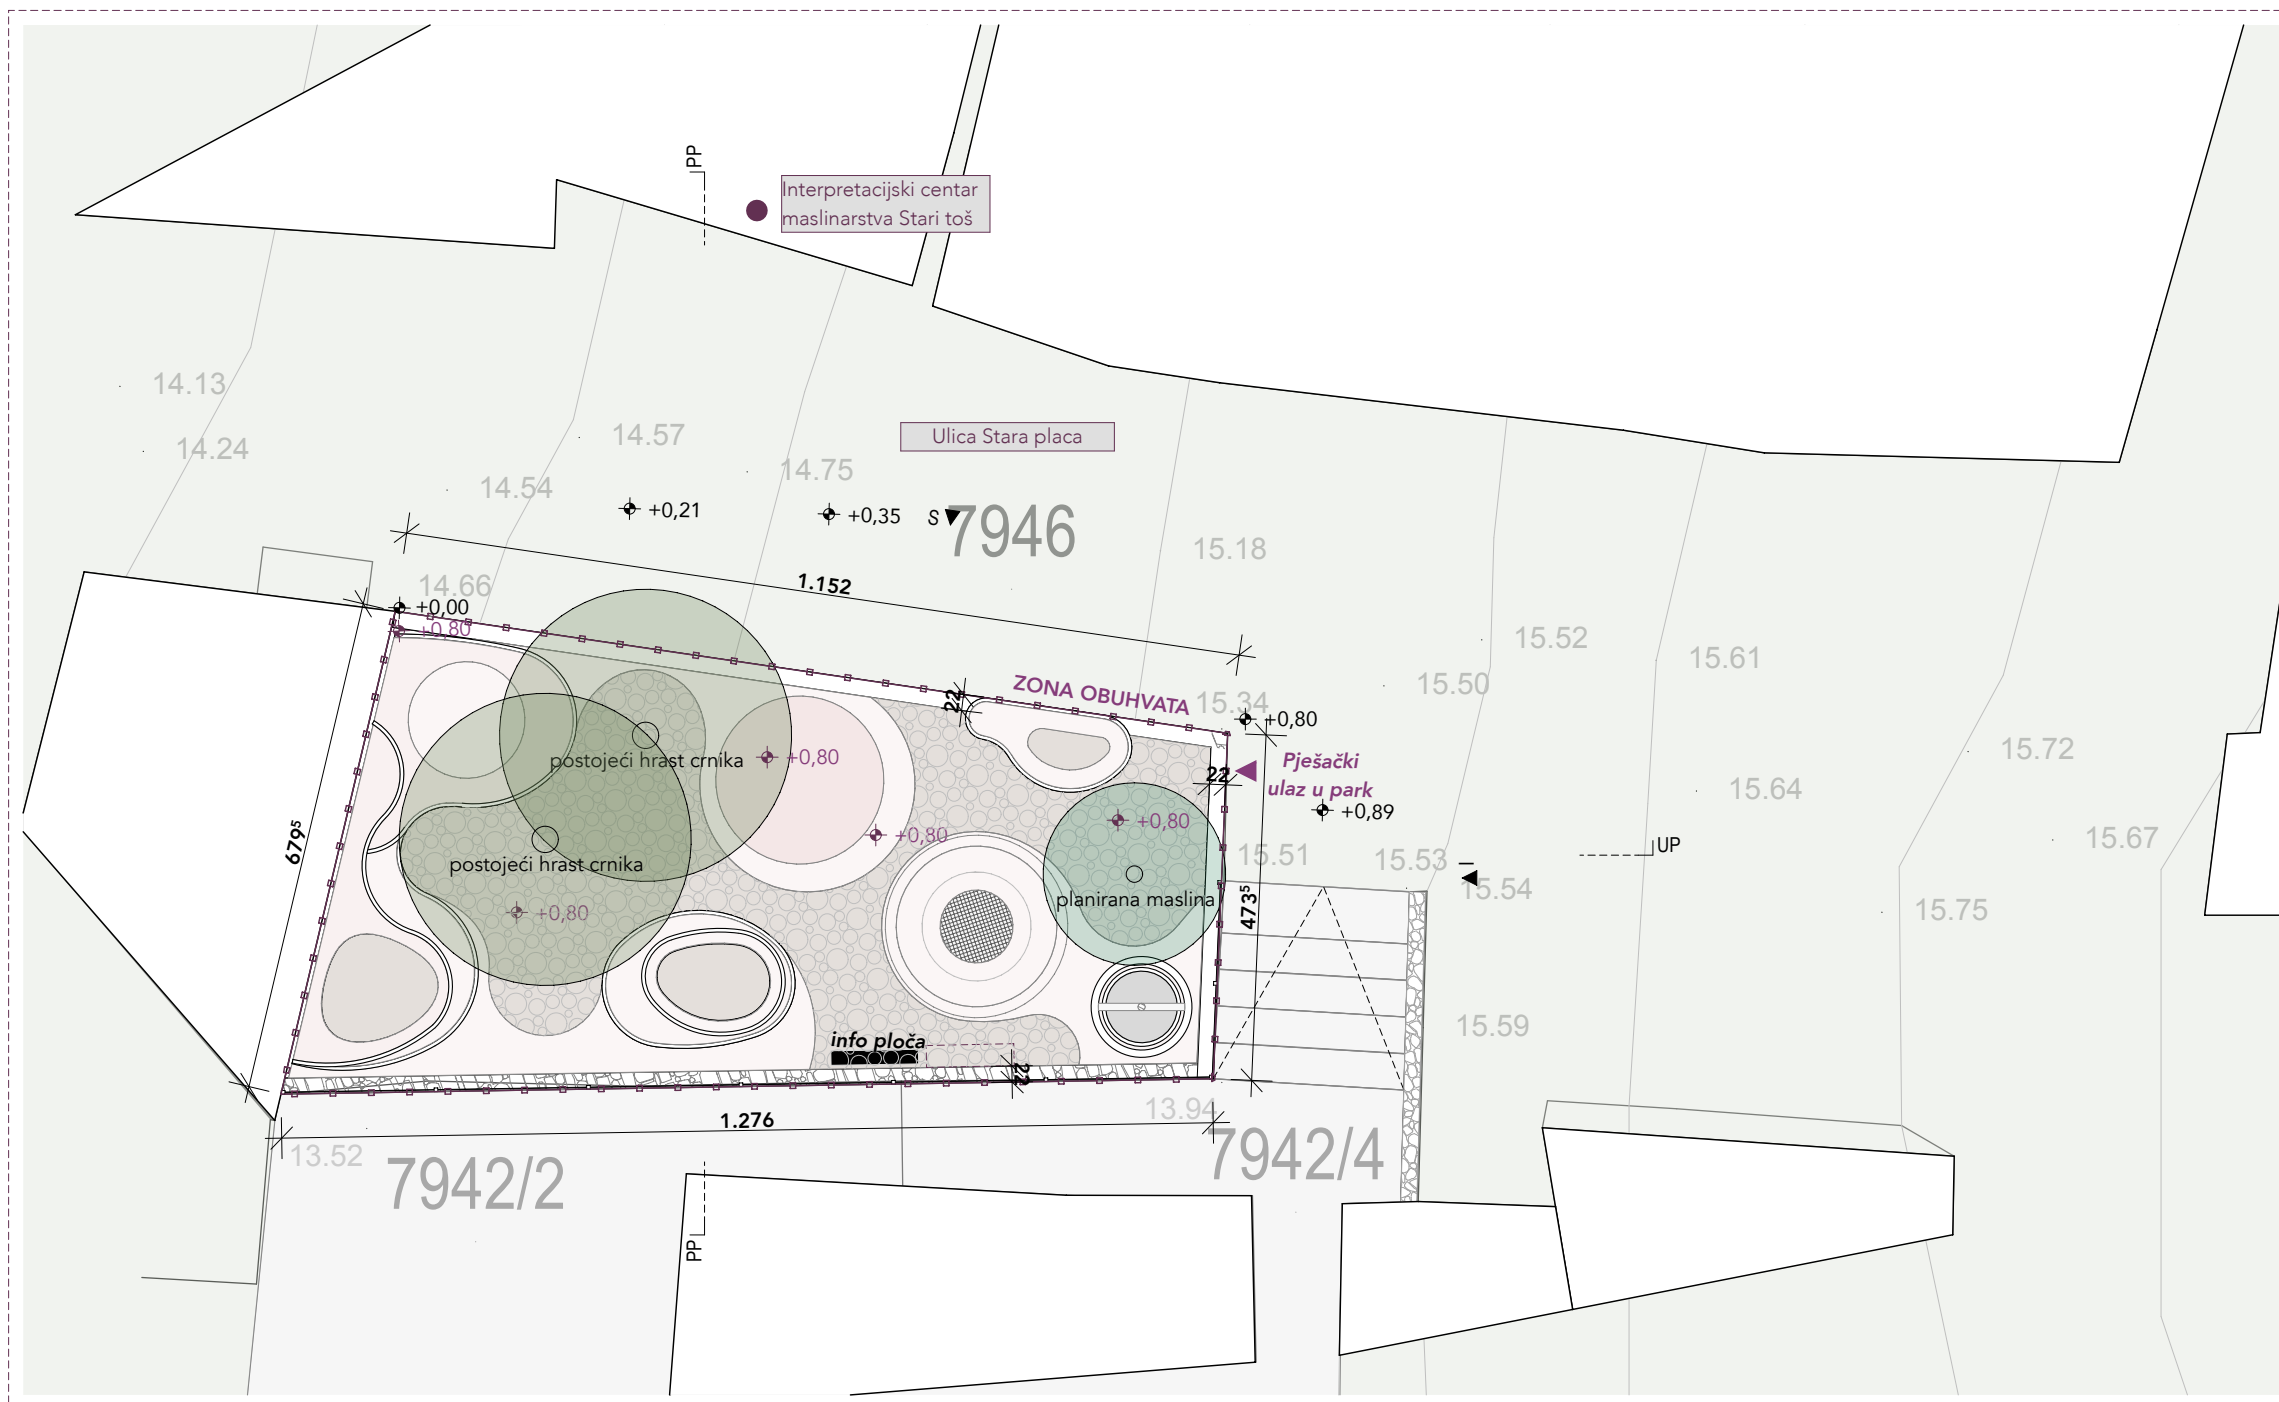 PP
Interpretacijski centar
maslinarstva Stari toš
14.13
14.24
14.57
Ulica Stara placa
14.75
14.54
+0,21
+0,35
S
7946
15.18
14.66
1.152
+0,00
+0,80
15.52
15.61
15.50
ZONA OBUHVATA
22
15.34
+0,80
15.72
postojeći hrast crnika
+0,80
Pješački
ulaz u park
22
15.64
+0,89
+0,80
+0,80
15.67
679⁵
postojeći hrast crnika
15.51
15.53
I
UP
15.54
planirana maslina
473⁵
+0,80
15.75
15.59
info ploča
22
13.94
1.276
13.52
7942/2
7942/4
PP